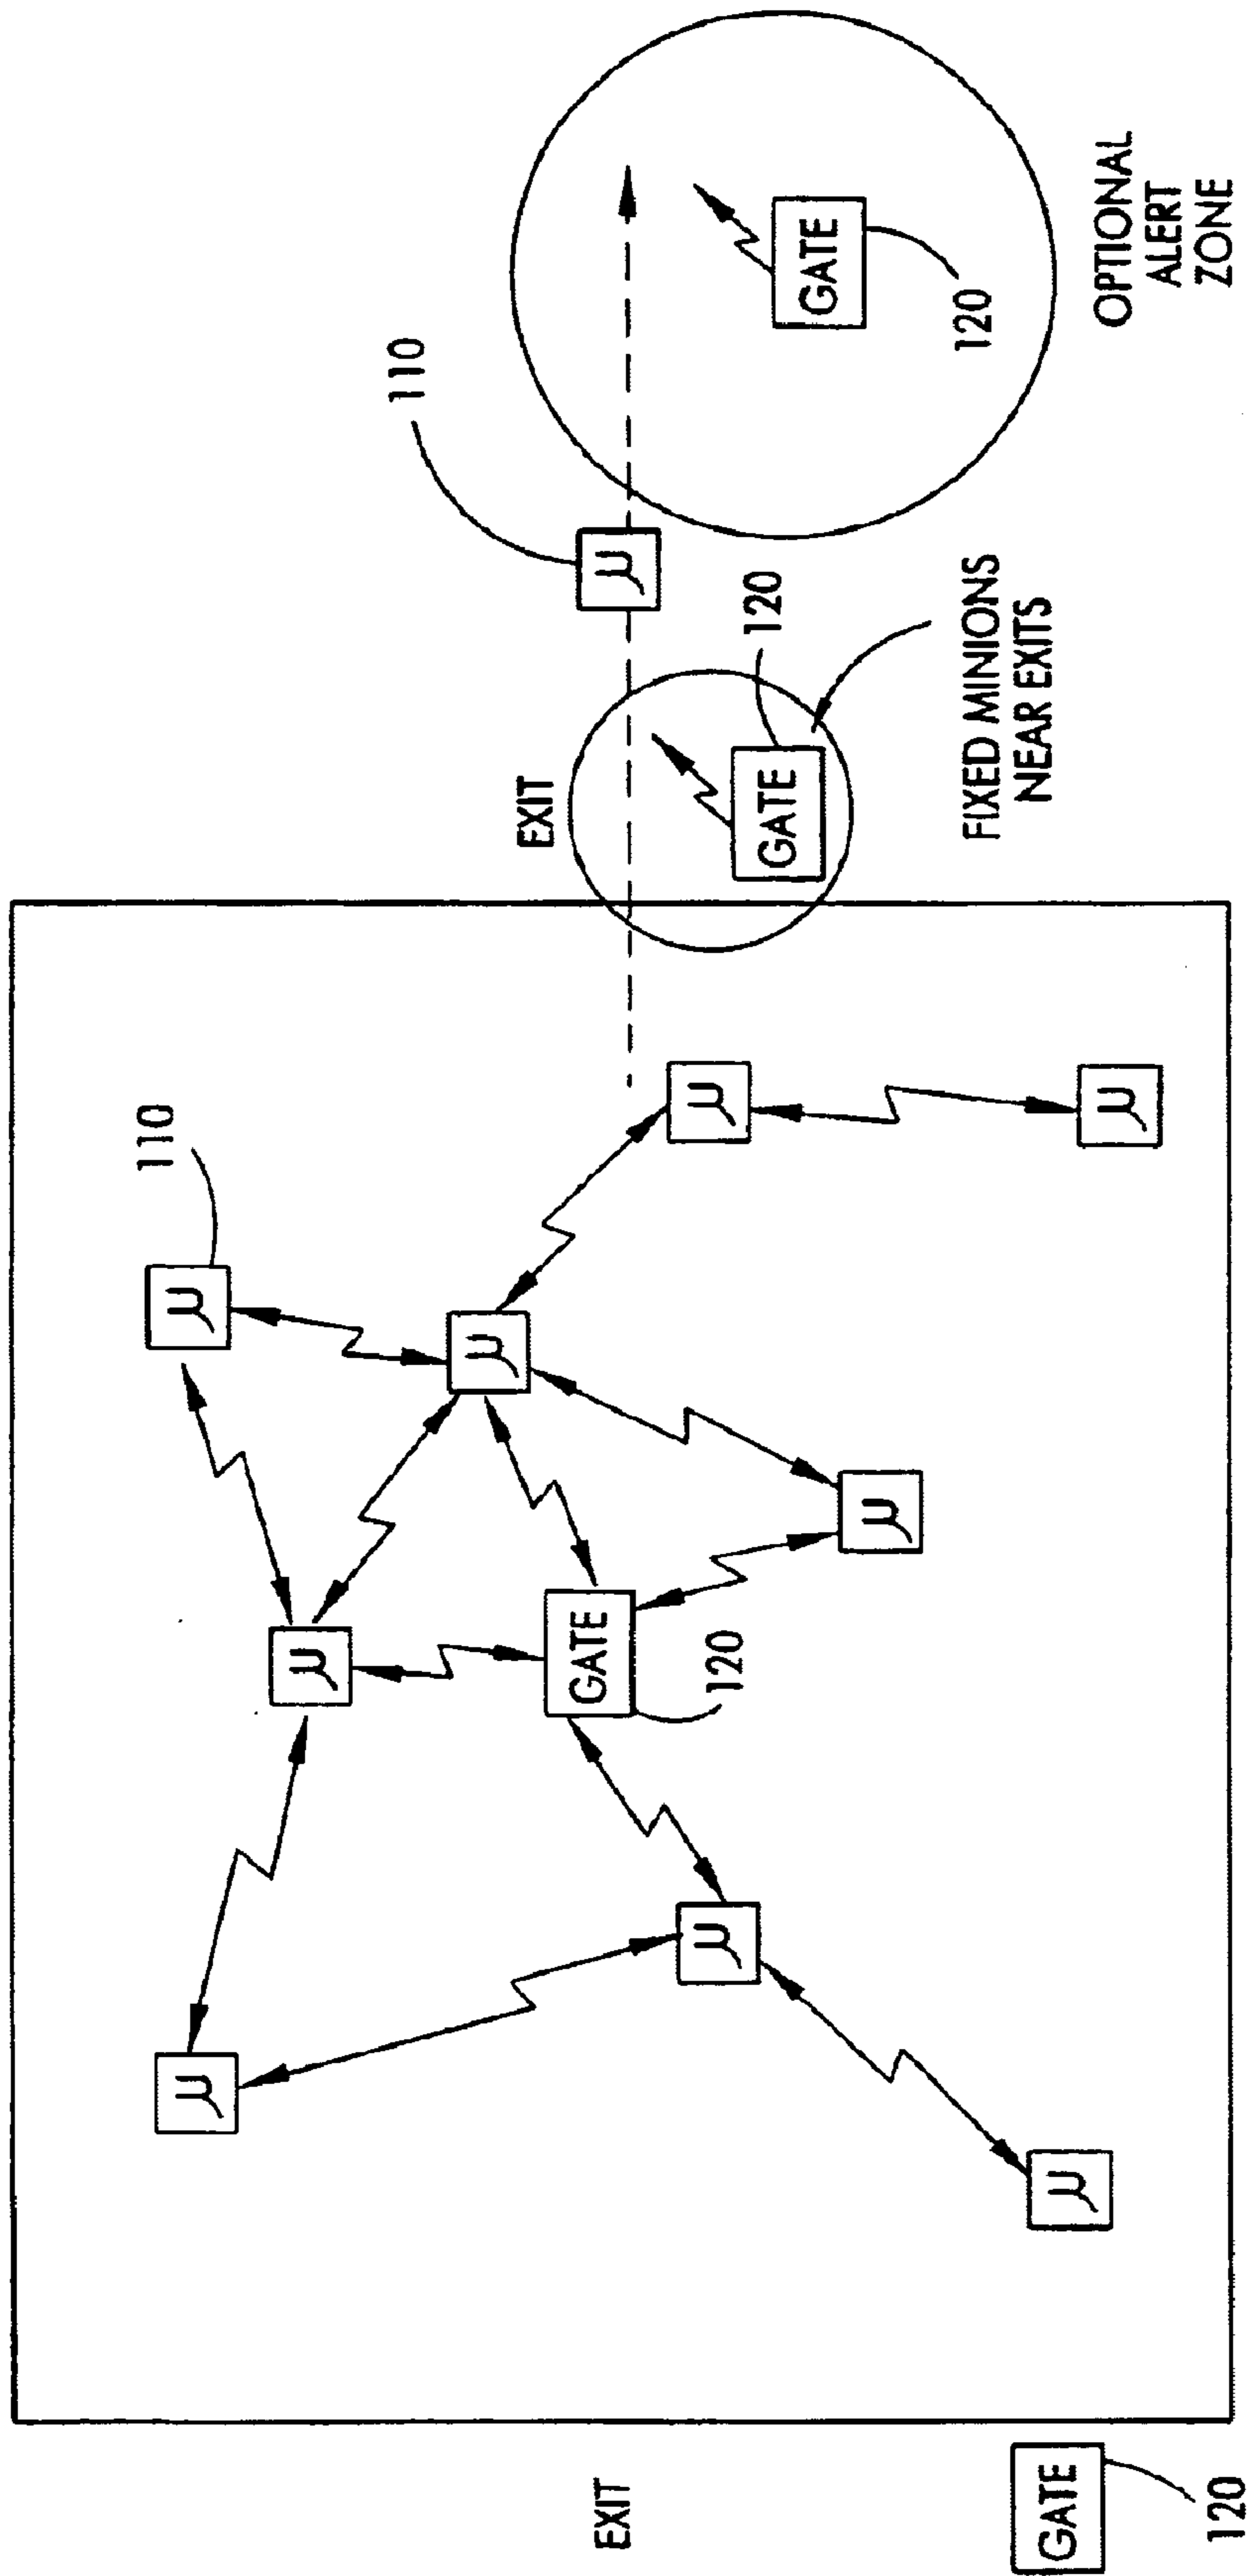 110
μ
μ
μ
110
μ
EXIT
GATE
EXIT
μ
μ
μ
120
120
GATE
GATE
μ
120
FIXED MINIONS
NEAR EXITS
GATE
μ
μ
OPTIONAL
ALERT
ZONE
120